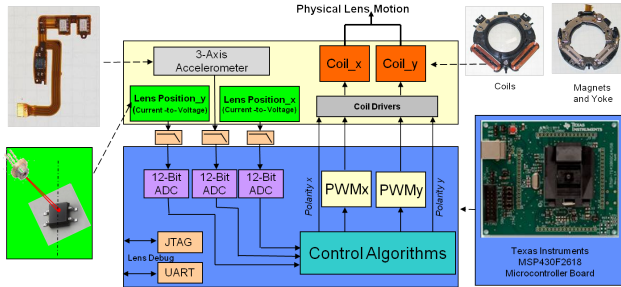 Physical Lens Motion
3-Axis
Accelerometer
Coil_x
Coil_y
Coils
Magnets
and Yoke
Lens Position_y
(Current -to- Voltage)
Lens Position_x
(Current -to- Voltage)
Coil Drivers
12-Bit
ADC
12-Bit
ADC
12-Bit
ADC
Polarity x
PWMx
PWMy
Polarity y
TEXAS
INSTRUMENTS
JTAG
Lens Debug
UART
Control Algorithms
Texas Instruments
MSP430F2618
Microcontroller Board